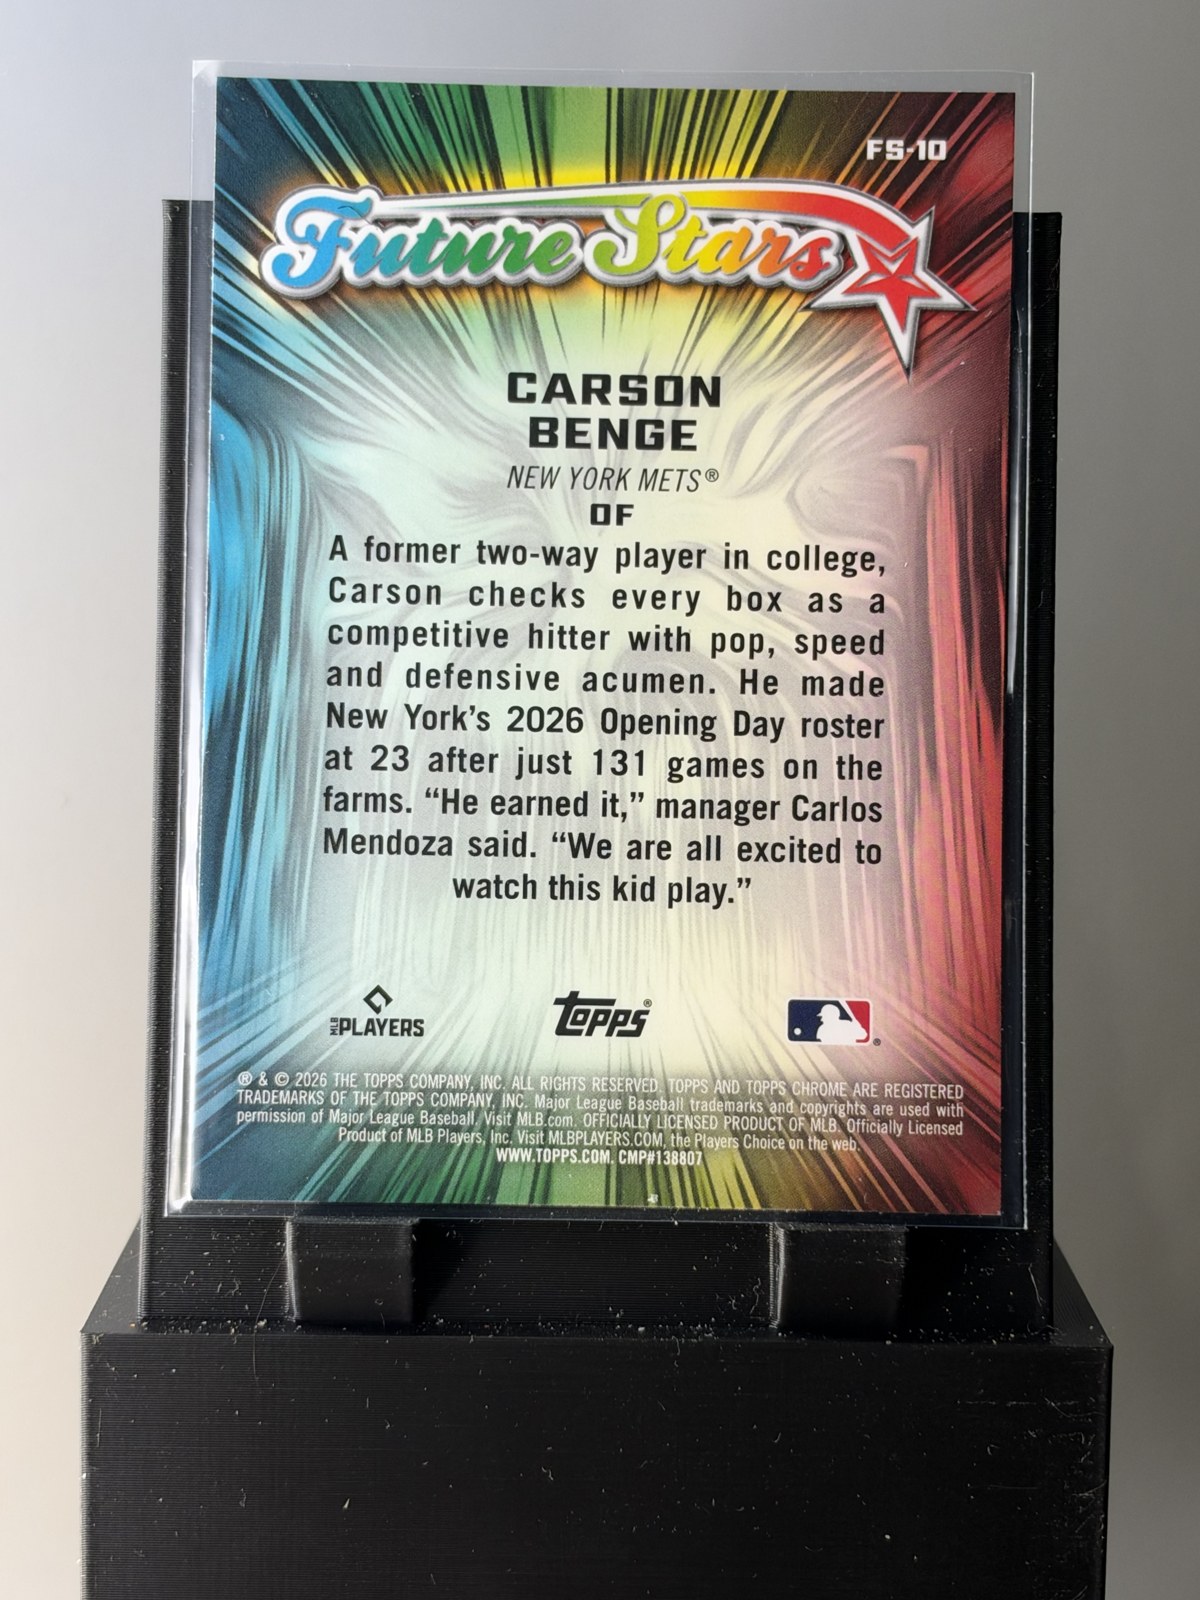 FS-10
Future Stars
CARSON
BENGE
NEW YORK METS®
OF
A former two-way player in college,
Carson checks every box as a
competitive hitter with pop, speed
and defensive acumen. He made
New York's 2026 Opening Day roster
at 23 after just 131 games on the
farms. “He earned it,” manager Carlos
Mendoza said. “We are all excited to
watch this kid play.”
MLB PLAYERS
topps®
®
® & © 2026 THE TOPPS COMPANY, INC. ALL RIGHTS RESERVED. TOPPS AND TOPPS CHROME ARE REGISTERED
TRADEMARKS OF THE TOPPS COMPANY, INC. Major League Baseball trademarks and copyrights are used with
permission of Major League Baseball. Visit MLB.com. OFFICIALLY LICENSED PRODUCT OF MLB. Officially Licensed
Product of MLB Players, Inc. Visit MLBPLAYERS.COM, the Players Choice on the web.
WWW.TOPPS.COM. CMP#138807